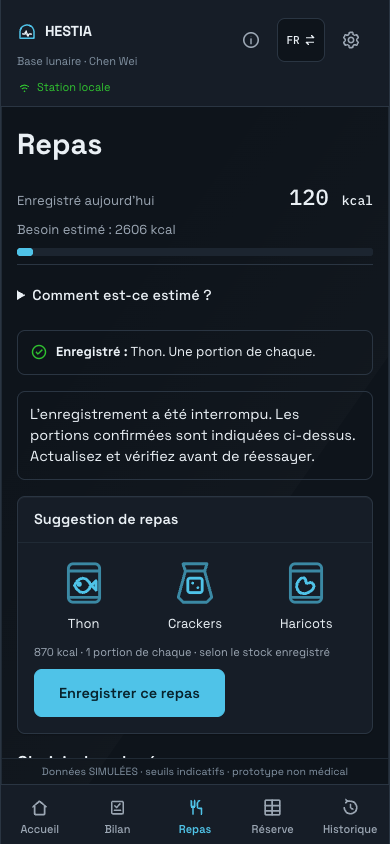 HESTIA
Base lunaire · Chen Wei
Station locale
FR
Repas
Enregistré aujourd'hui
120 kcal
Besoin estimé : 2606 kcal
Comment est-ce estimé ?
Enregistré : Thon. Une portion de chaque.
L'enregistrement a été interrompu. Les
portions confirmées sont indiquées ci-dessus.
Actualisez et vérifiez avant de réessayer.
Suggestion de repas
Thon
Crackers
Haricots
870 kcal · 1 portion de chaque · selon le stock enregistré
Enregistrer ce repas
Données SIMULÉES · seuils indicatifs · prototype non médical
Accueil
Bilan
Repas
Réserve
Historique